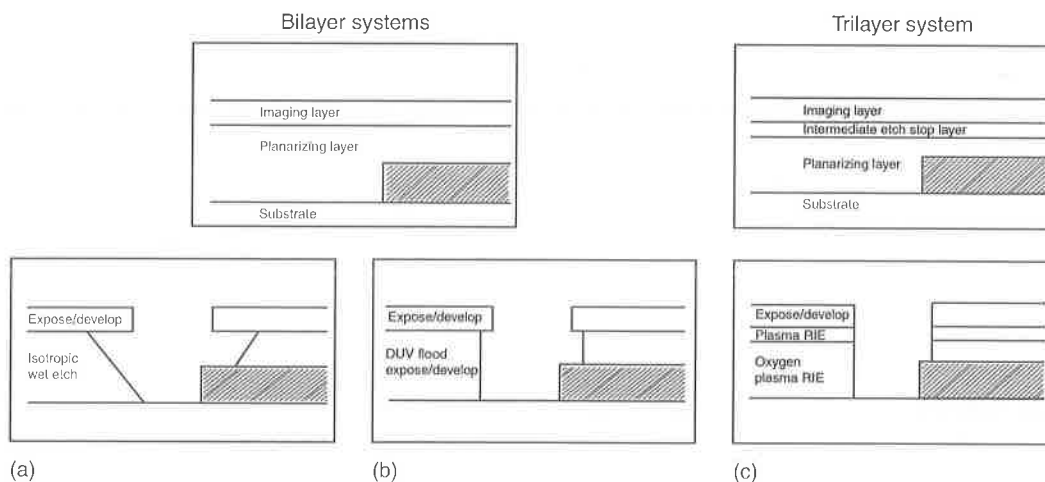 Bilayer systems
Trilayer system
Imaging layer
Planarizing layer
Substrate
Imaging layer
Intermediate etch stop layer
Planarizing layer
Substrate
Expose/develop
Isotropic
wet etch
Expose/develop
DUV flood
expose/develop
Expose/develop
Plasma RIE
Oxygen
plasma RIE
(a)
(b)
(c)